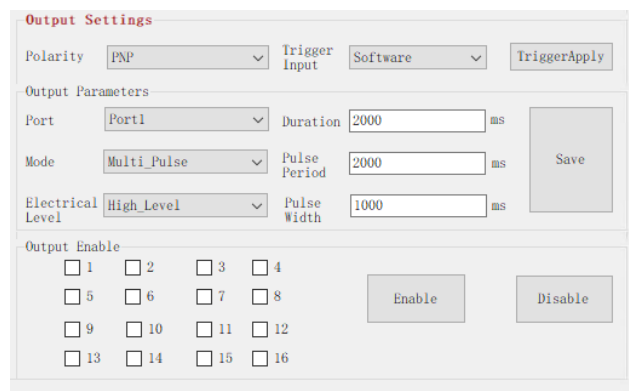 Output Settings
Polarity PNP Trigger Input Software TriggerApply
Output Parameters
Port Port1 Duration 2000 ms
Mode Multi_Pulse Pulse Period 2000 ms Save
Electrical Level High_Level Pulse Width 1000 ms
Output Enable
1 2 3 4
5 6 7 8 Enable Disable
9 10 11 12
13 14 15 16